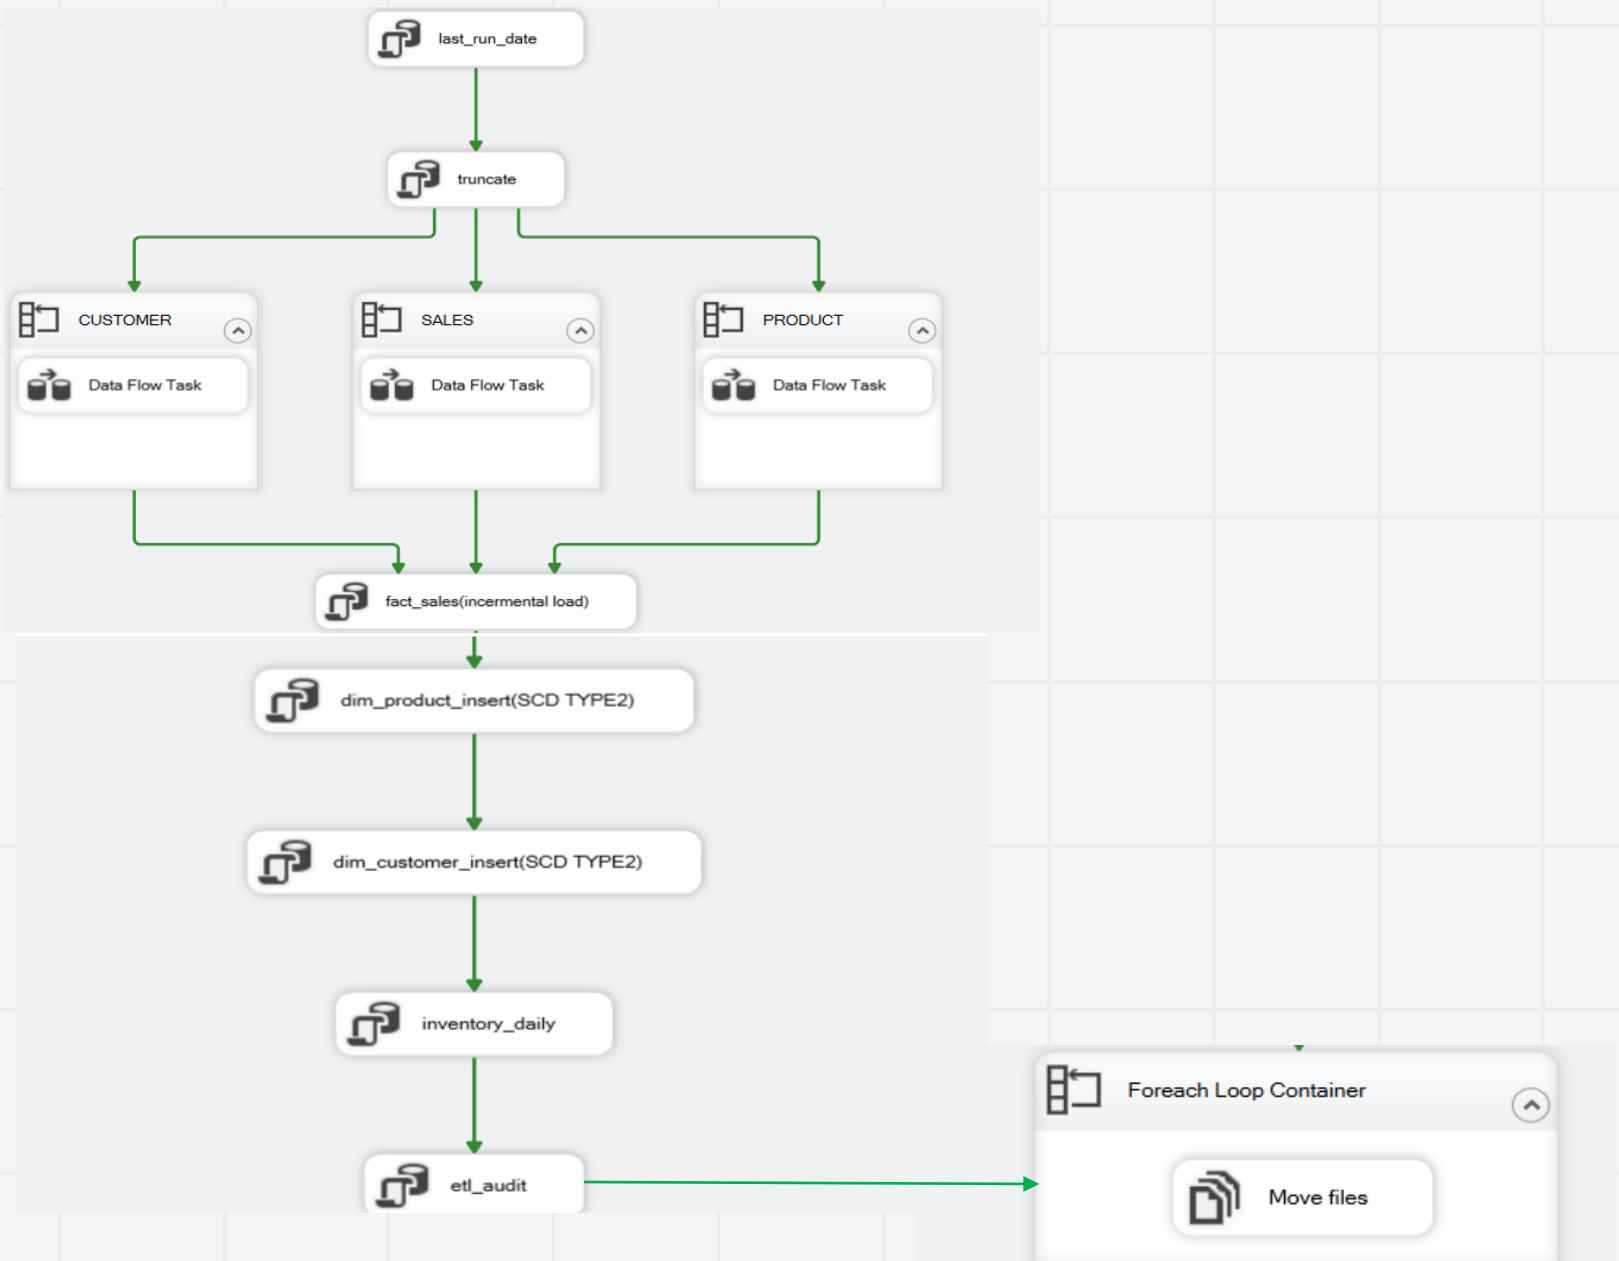 last_run_date
truncate
CUSTOMER
SALES
PRODUCT
Data Flow Task
Data Flow Task
Data Flow Task
fact_sales(incermental load)
dim_product_insert(SCD TYPE2)
dim_customer_insert(SCD TYPE2)
inventory_daily
etl_audit
Foreach Loop Container
Move files